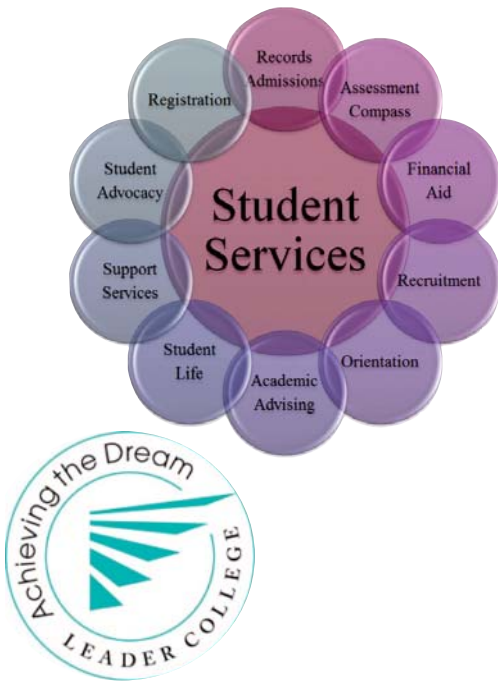 Records
Admissions
Assessment
Compass
Financial
Aid
Recruitment
Orientation
Academic
Advising
Student
Life
Support
Services
Student
Advocacy
Registration
Student
Services
Achieving the Dream
LEADER COLLEGE